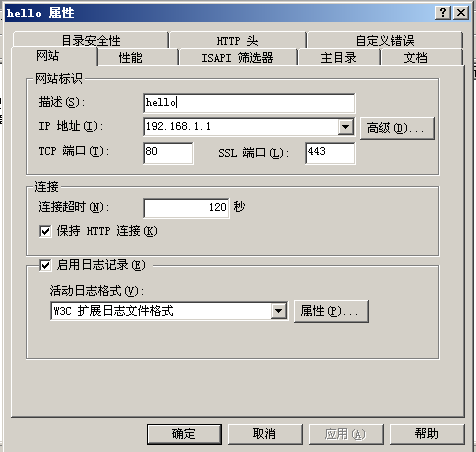 hello 属性
目录安全性 HTTP 头 自定义错误
网站 性能 ISAPI 筛选器 主目录 文档
网站标识
描述(S): hello
IP 地址(I): 192.168.1.1 高级(D)...
TCP 端口(T): 80 SSL 端口(L): 443
连接
连接超时(N): 120 秒
保持 HTTP 连接(K)
启用日志记录(E)
活动日志格式(V):
W3C 扩展日志文件格式 属性(P)...
确定 取消 应用(A) 帮助